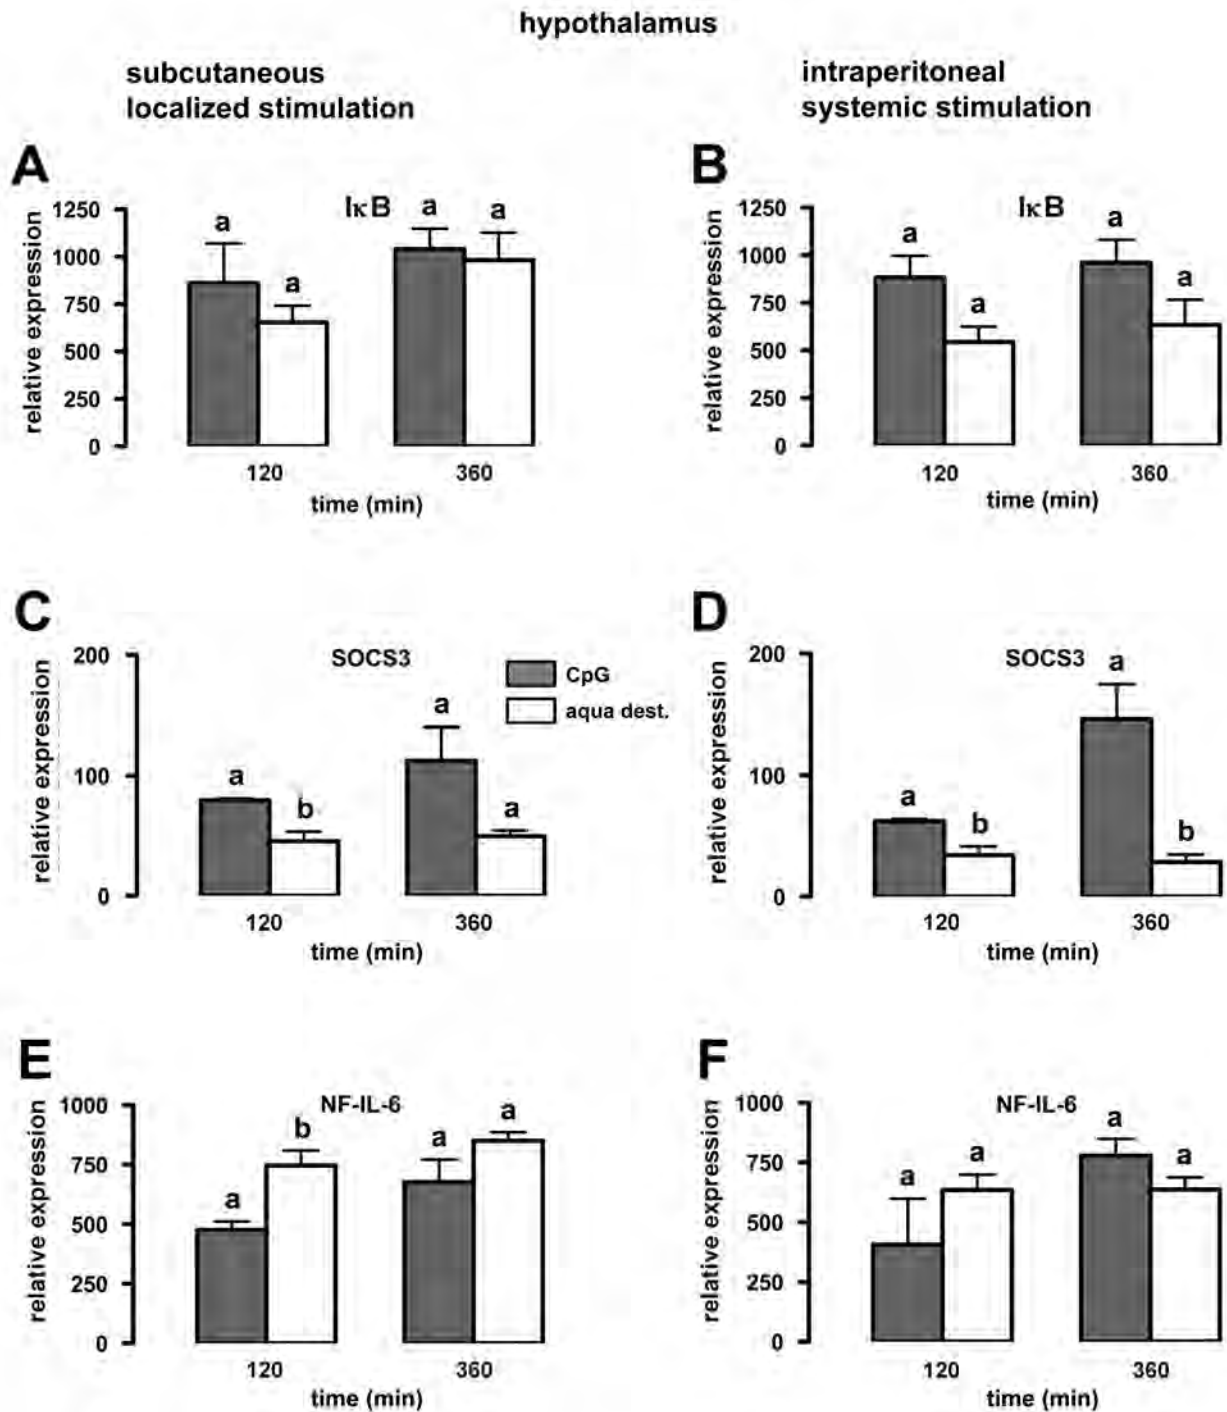 hypothalamus
subcutaneous
localized stimulation
intraperitoneal
systemic stimulation
A
IκB
relative expression
1250
1000
750
500
250
0
a
a
a
a
120
360
time (min)
B
IκB
relative expression
1250
1000
750
500
250
0
a
a
a
a
120
360
time (min)
C
SOCS3
relative expression
200
100
0
a
b
a
a
CpG
aqua dest.
120
360
time (min)
D
SOCS3
relative expression
200
100
0
a
b
a
b
120
360
time (min)
E
NF-IL-6
relative expression
1000
750
500
250
0
a
b
a
a
120
360
time (min)
F
NF-IL-6
relative expression
1000
750
500
250
0
a
a
a
a
120
360
time (min)